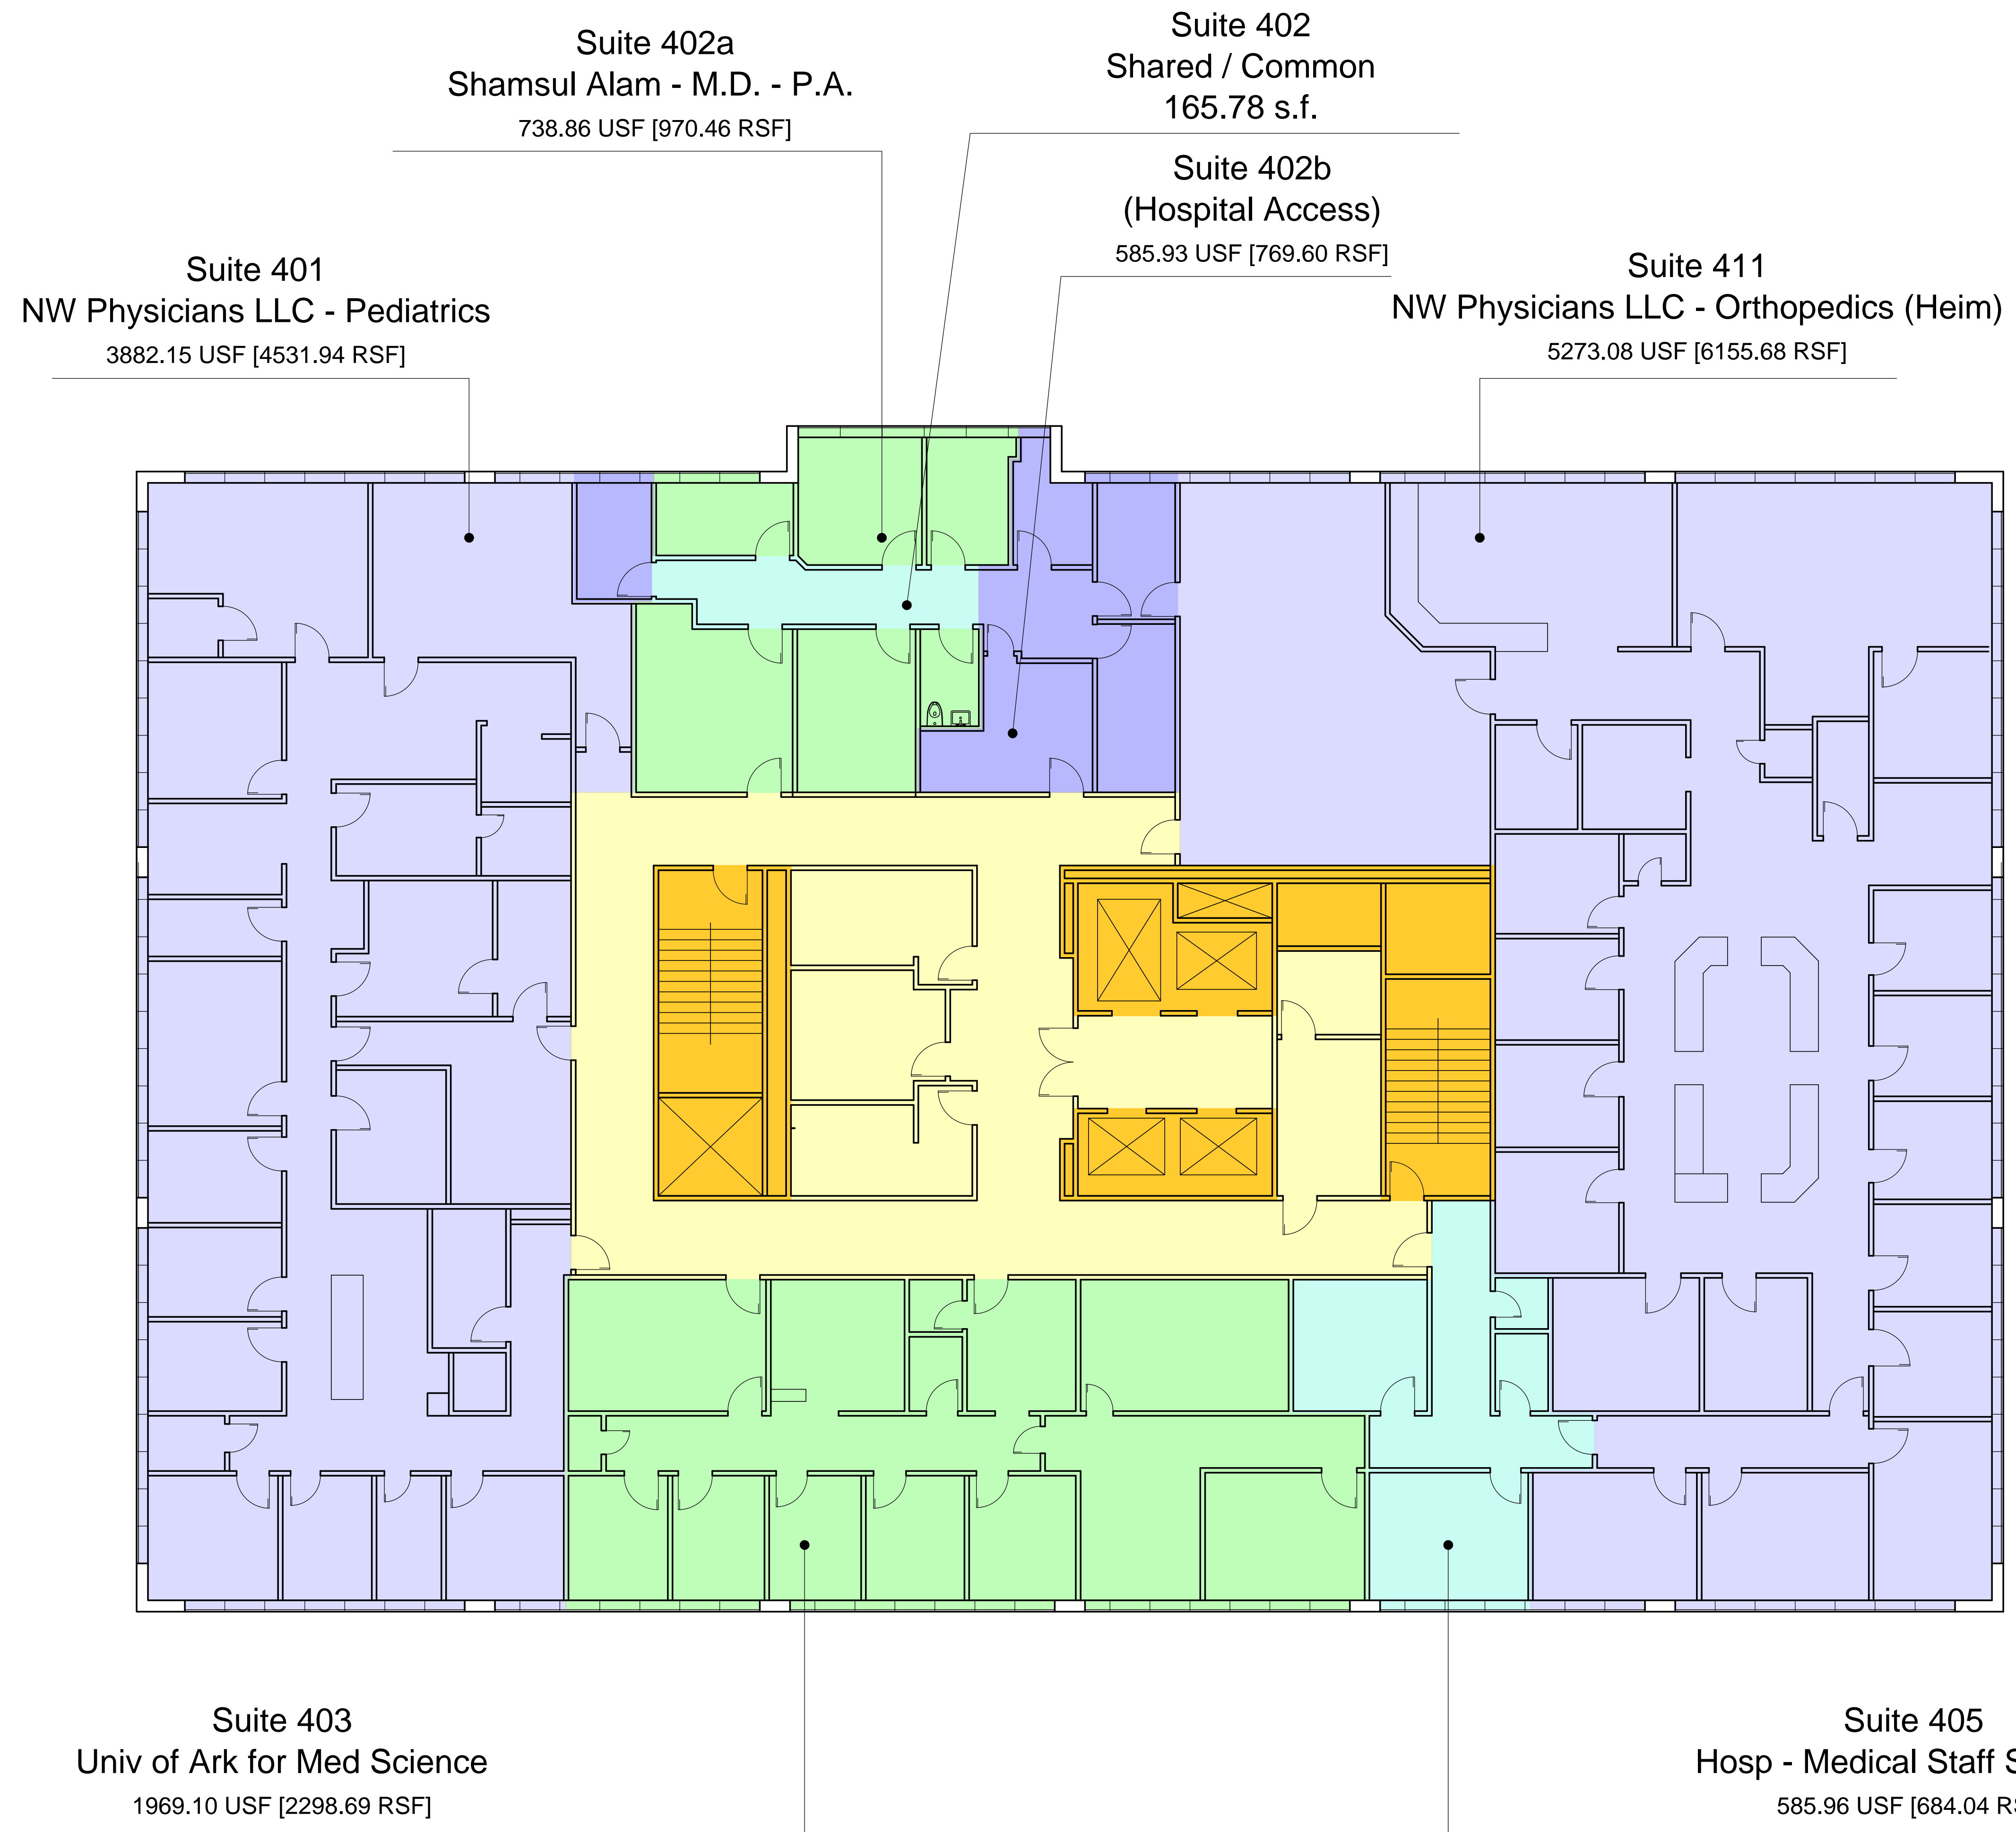 Suite 402
Shared / Common
165.78 s.f.
Suite 402a
Shamsul Alam - M.D. - P.A.
738.86 USF [970.46 RSF]
Suite 402b
(Hospital Access)
585.93 USF [769.60 RSF]
Suite 401
NW Physicians LLC - Pediatrics
3882.15 USF [4531.94 RSF]
Suite 411
NW Physicians LLC - Orthopedics (Heim)
5273.08 USF [6155.68 RSF]
Suite 403
Univ of Ark for Med Science
1969.10 USF [2298.69 RSF]
Suite 405
Hosp - Medical Staff
585.96 USF [684.04